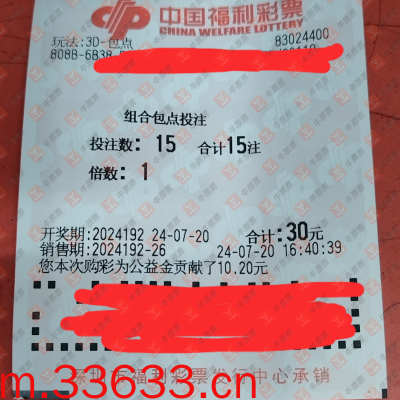 中国福利彩票
CHINA WELFARE LOTTERY
玩法:3D-包点
83024400
组合包点投注
投注数: 15 合计15注
倍数: 1
开奖期:2024192 24-07-20 合计:30元
销售期:2024192-26 24-07-20 16:40:39
您本次购彩为公益金贡献了10.20元
福利彩票发行中心承销
m.33633.cn